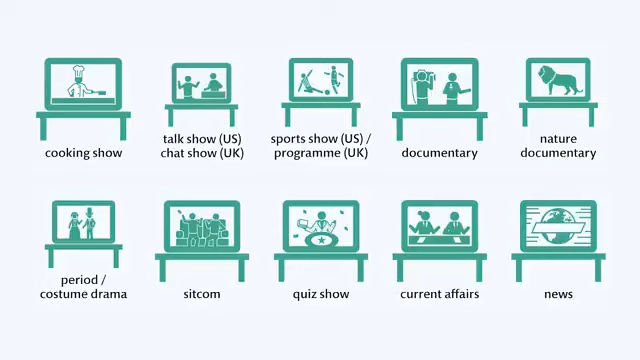 cooking show
talk show (US)
chat show (UK)
sports show (US) /
programme (UK)
documentary
nature
documentary
period /
costume drama
sitcom
quiz show
current affairs
news